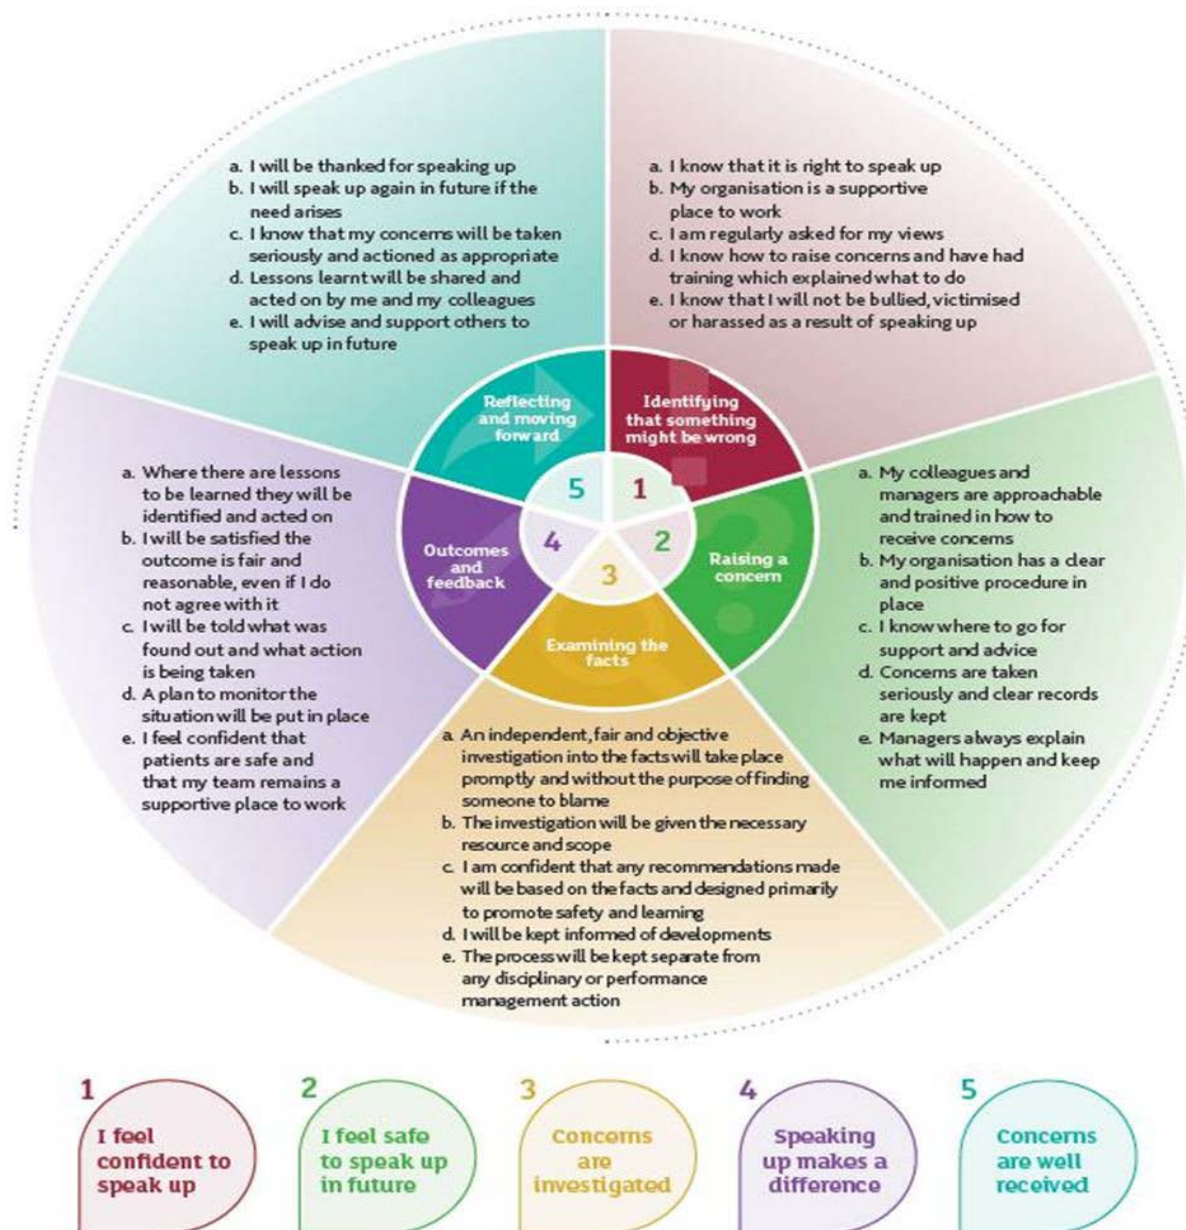 a. I will be thanked for speaking up
b. I will speak up again in future if the
need arises
c. I know that my concerns will be taken
seriously and actioned as appropriate
d. Lessons learnt will be shared and
acted on by me and my colleagues
e. I will advise and support others to
speak up in future
a. I know that it is right to speak up
b. My organisation is a supportive
place to work
c. I am regularly asked for my views
d. I know how to raise concerns and have had
training which explained what to do
e. I know that I will not be bullied, victimised
or harassed as a result of speaking up
Reflecting
and moving
forward
Identifying
that something
might be wrong
5
1
4
2
3
Outcomes
and
feedback
Raising a
concern
Examining the
facts
a. Where there are lessons
to be learned they will be
identified and acted on
b. I will be satisfied the
outcome is fair and
reasonable, even if I do
not agree with it
c. I will be told what was
found out and what action
is being taken
d. A plan to monitor the
situation will be put in place
e. I feel confident that
patients are safe and
that my team remains a
supportive place to work
a. My colleagues and
managers are approachable
and trained in how to
receive concerns
b. My organisation has a clear
and positive procedure in
place
c. I know where to go for
support and advice
d. Concerns are taken
seriously and clear records
are kept
e. Managers always explain
what will happen and keep
me informed
a. An independent, fair and objective
investigation into the facts will take place
promptly and without the purpose of finding
someone to blame
b. The investigation will be given the necessary
resource and scope
c. I am confident that any recommendations made
will be based on the facts and designed primarily
to promote safety and learning
d. I will be kept informed of developments
e. The process will be kept separate from
any disciplinary or performance
management action
1
I feel
confident to
speak up
2
I feel safe
to speak up
in future
3
Concerns
are
investigated
4
Speaking
up makes a
difference
5
Concerns
are well
received